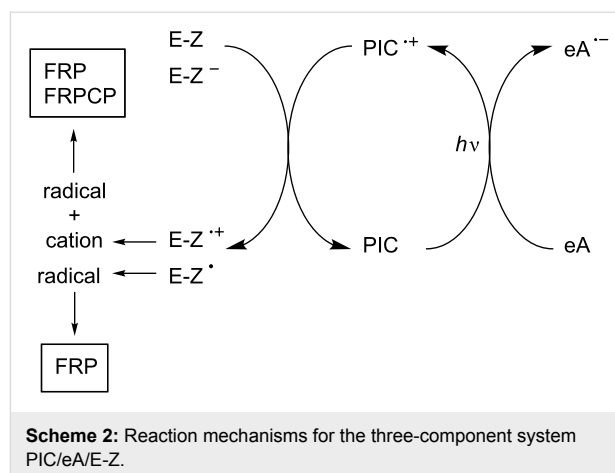 E-Z
E-Z⁻
PIC•+
eA•−
FRP
FRPCP
hν
radical
+
cation
E-Z•+
PIC
eA
radical
E-Z•
FRP
Scheme 2: Reaction mechanisms for the three-component system
PIC/eA/E-Z.